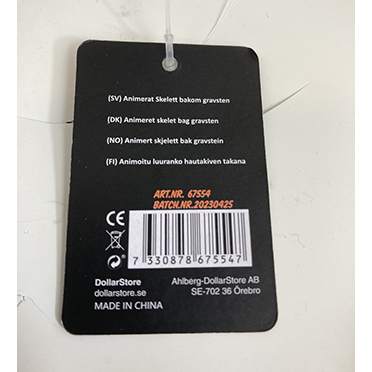 (SV) Animerat Skelett bakom gravsten
(DK) Animeret skelet bag gravsten
(NO) Animert skjelett bak gravstein
(FI) Animoitu luuranko hautakiven takana
ART.NR. 67554
BATCH.NR.20230425
CE
7 330878 675547
DollarStore
dollarstore.se
MADE IN CHINA
Ahlberg-DollarStore AB
SE-702 36 Örebro